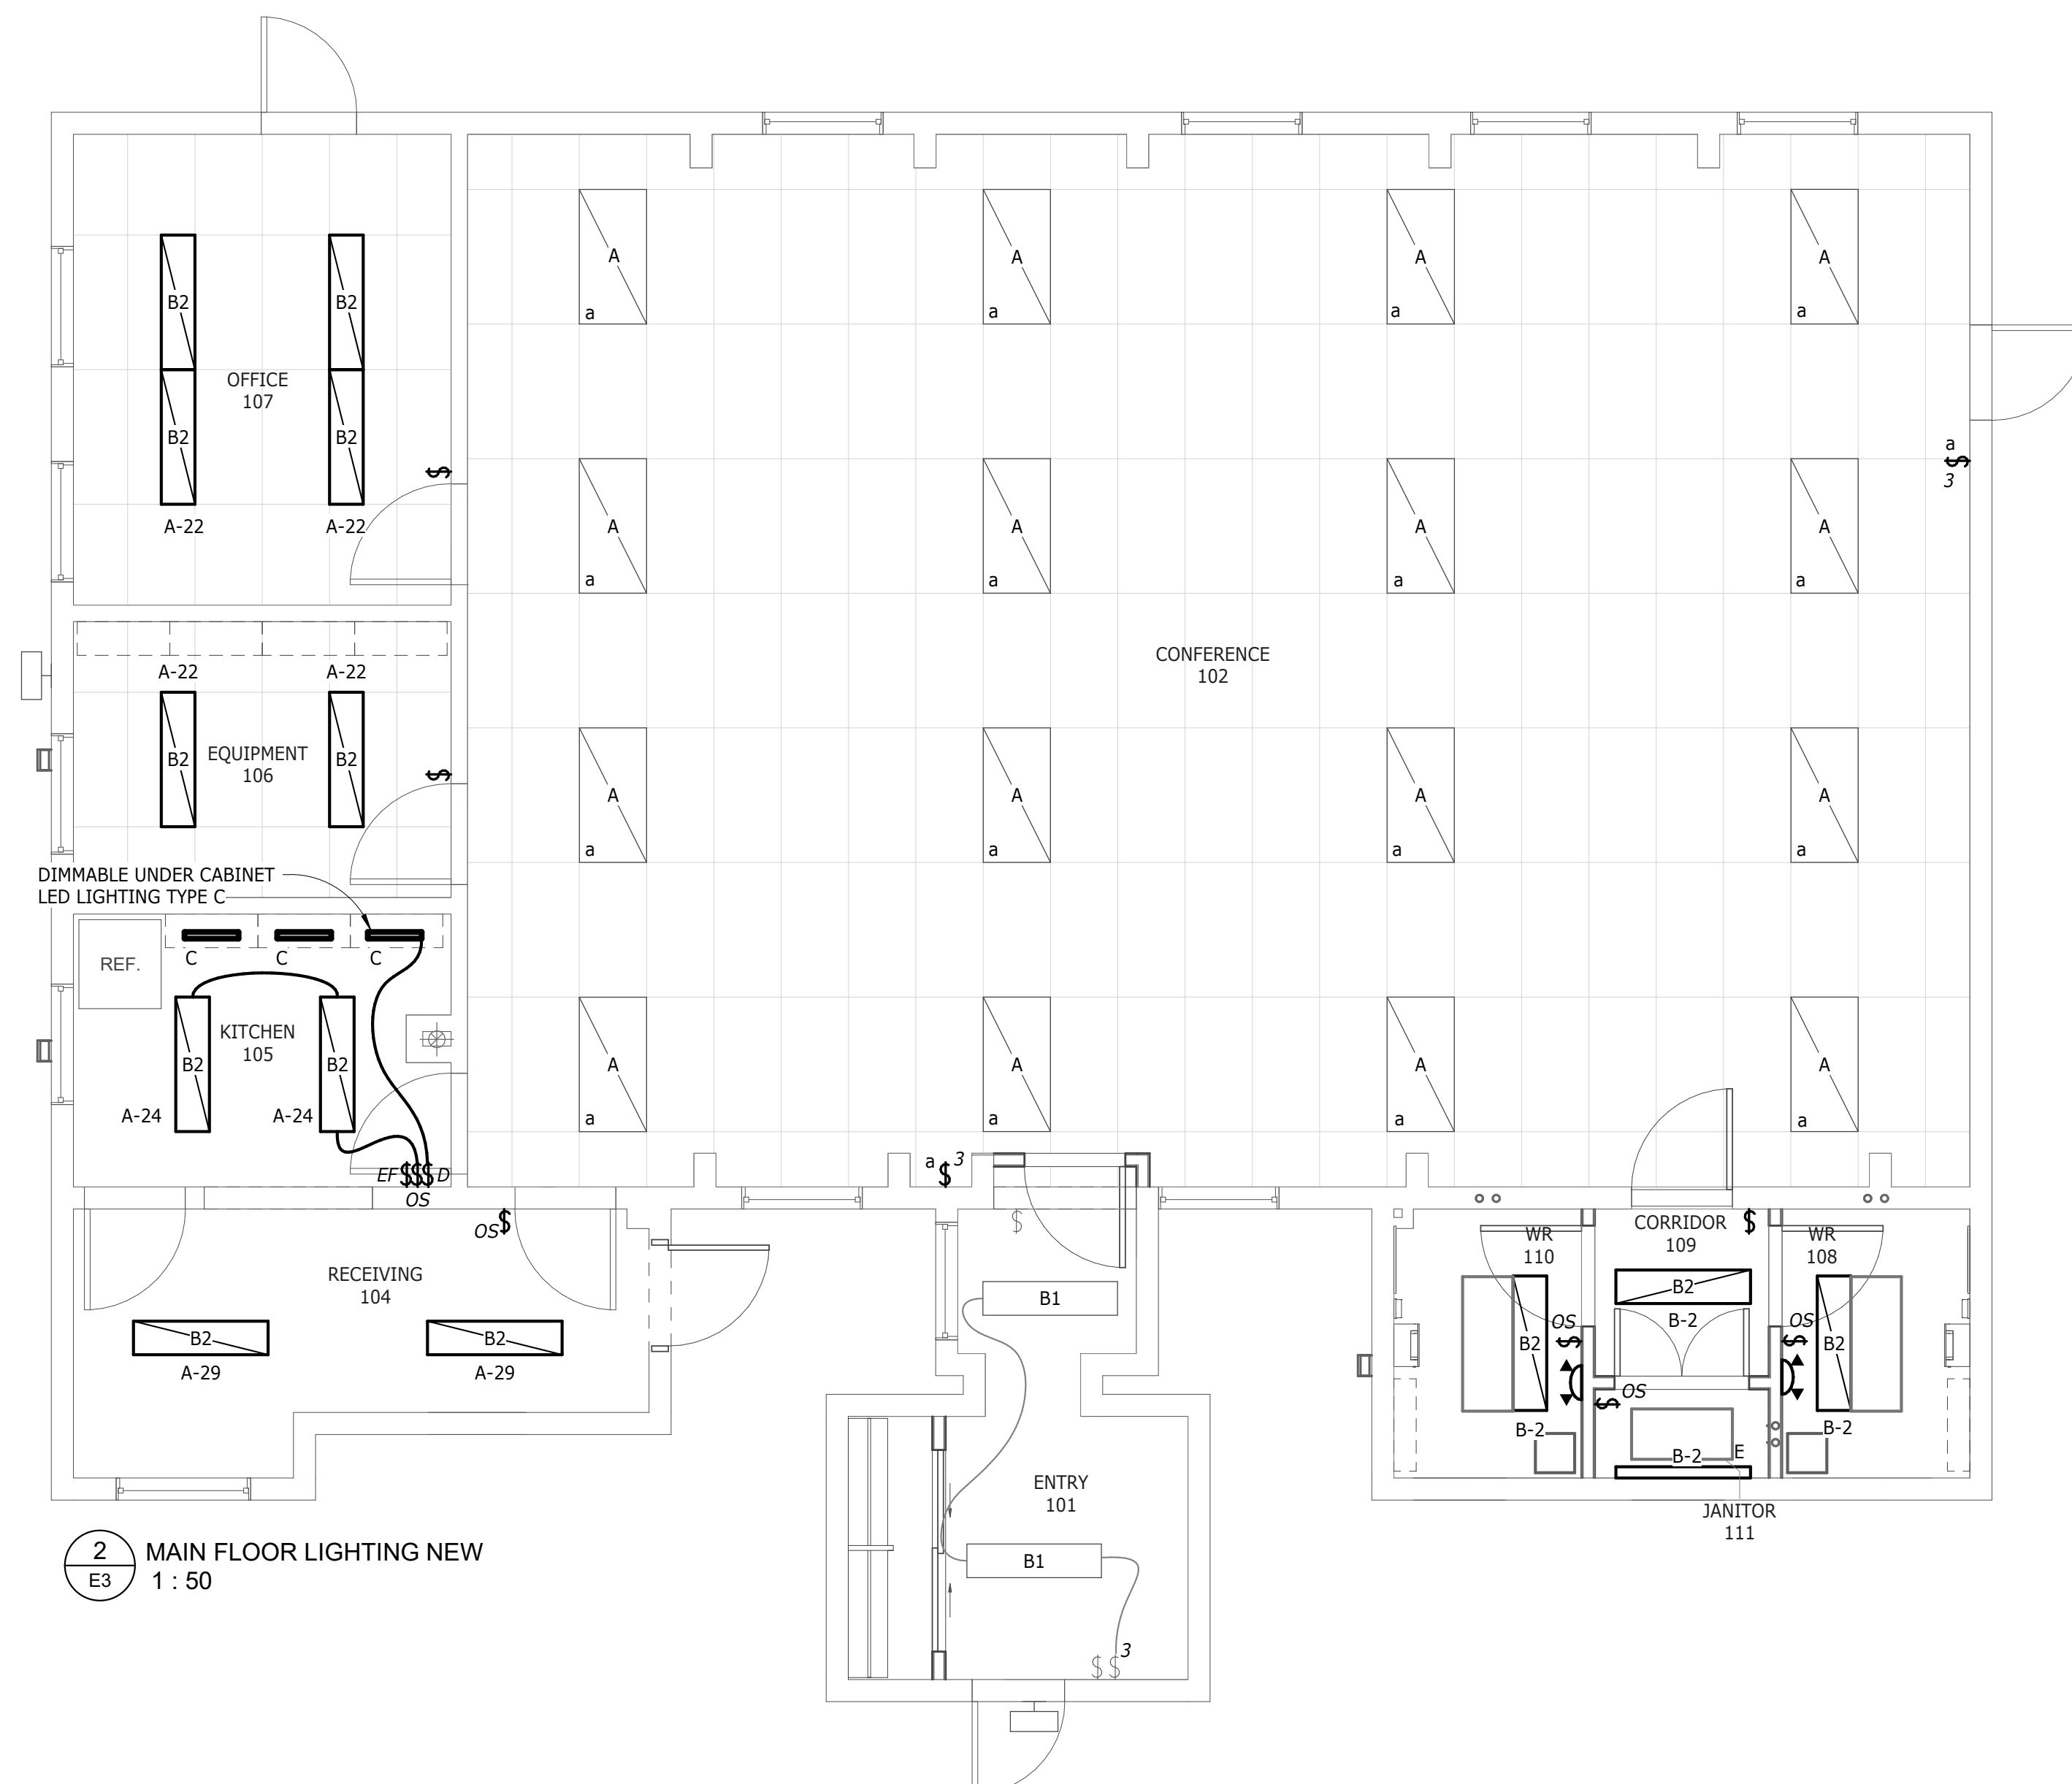 A A A A
a a a a
B2 B2
OFFICE
107
B2 B2
A-22 A-22
$
A A A A
a a a a
a
$
3
CONFERENCE
102
A-22 A-22
EQUIPMENT
106
B2 B2
$
A A A A
a a a a
DIMMABLE UNDER CABINET
LED LIGHTING TYPE C
REF.
C C C
KITCHEN
105
B2 B2
A-24 A-24
A A A A
a a a a
EF $$$ D
OS
a $ 3
OS $
$
RECEIVING
104
B2 B2
A-29 A-29
B1
WR
110
CORRIDOR
109
$
WR
108
B2
B-2
OS $
OS $
B2 B2
OS
$
B-2 B-2
B-2 E
JANITOR
111
ENTRY
101
B1
$ $ 3
2
E3
MAIN FLOOR LIGHTING NEW
1 : 50